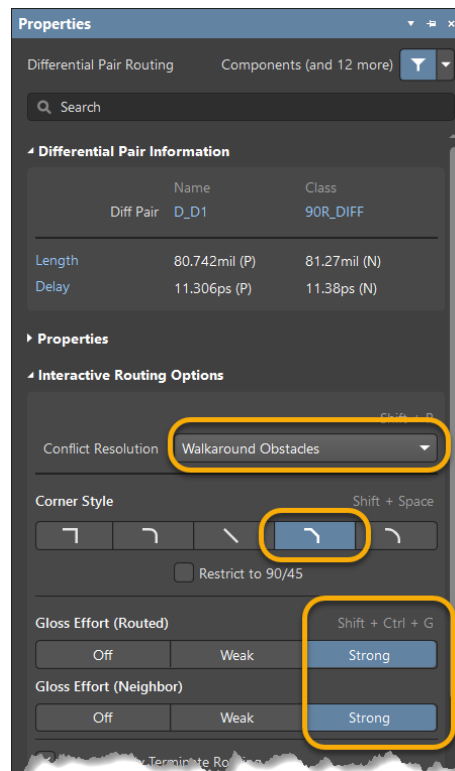 Properties
Differential Pair Routing Components (and 12 more)
Search
Differential Pair Information
Name Class
Diff Pair D_D1 90R_DIFF
Length 80.742mil (P) 81.27mil (N)
Delay 11.306ps (P) 11.38ps (N)
Properties
Interactive Routing Options
Shift + R
Conflict Resolution Walkaround Obstacles
Corner Style Shift + Space
Restrict to 90/45
Gloss Effort (Routed) Shift + Ctrl + G
Off Weak Strong
Gloss Effort (Neighbor)
Off Weak Strong
Terminate